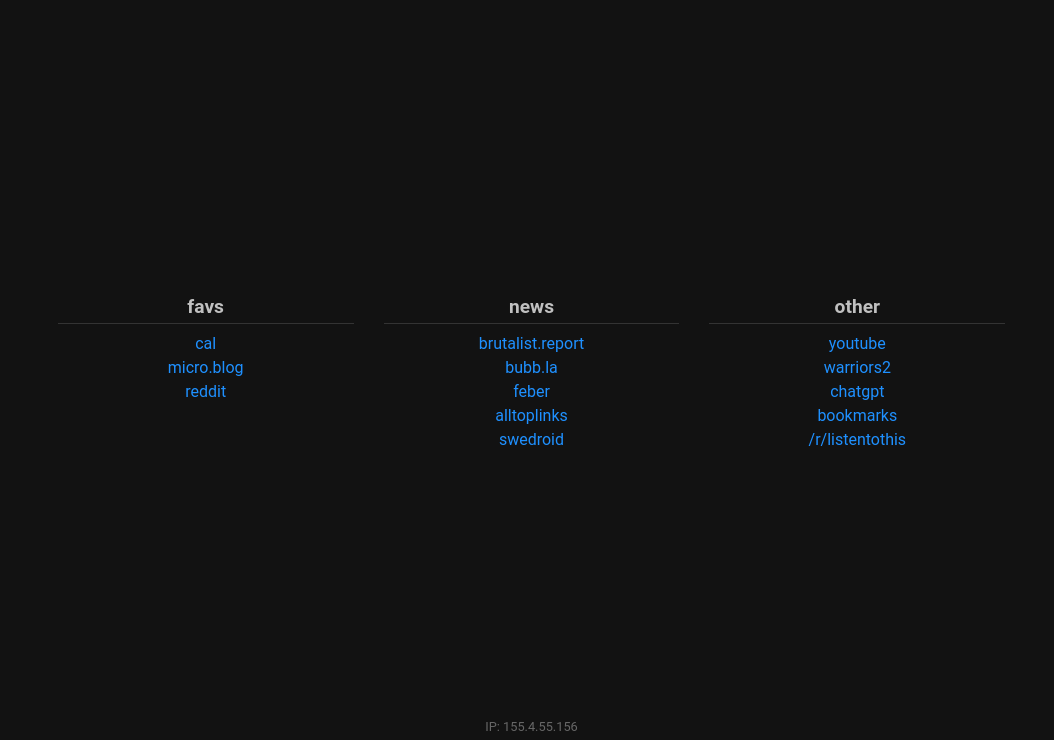 favs
cal
micro.blog
reddit
news
brutalist.report
bubb.la
feber
alltoplinks
swedroid
other
youtube
warriors2
chatgpt
bookmarks
/r/listentothis
IP: 155.4.55.156